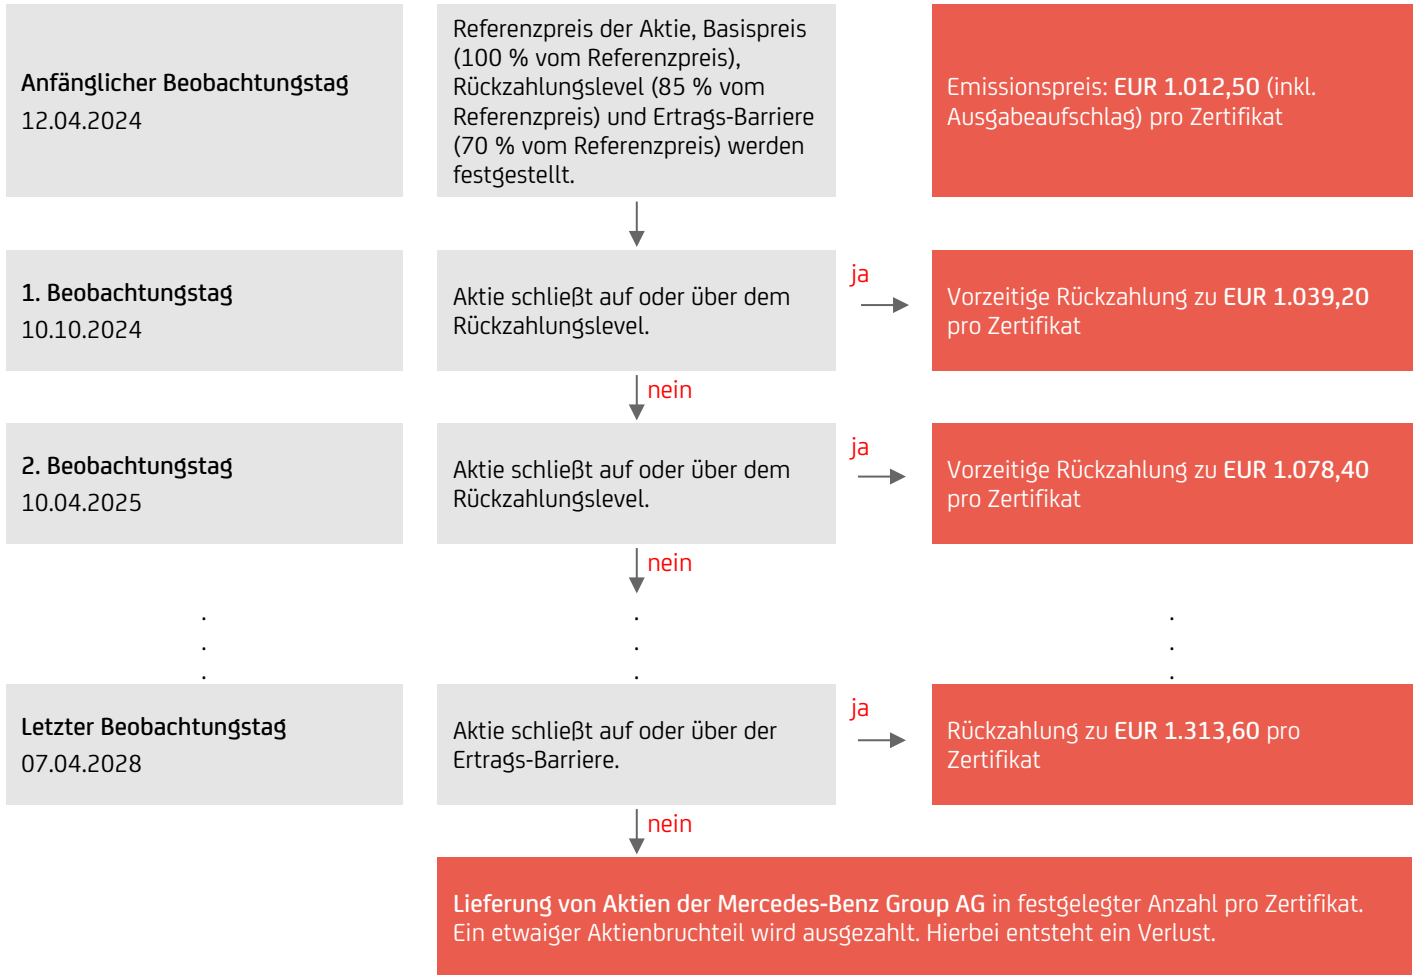 Anfänglicher Beobachtungstag
12.04.2024
Referenzpreis der Aktie, Basispreis
(100 % vom Referenzpreis),
Rückzahlungslevel (85 % vom
Referenzpreis) und Ertrags-Barriere
(70 % vom Referenzpreis) werden
festgestellt.
Emissionspreis: EUR 1.012,50 (inkl.
Ausgabeaufschlag) pro Zertifikat
1. Beobachtungstag
10.10.2024
Aktie schließt auf oder über dem
Rückzahlungslevel.
ja
Vorzeitige Rückzahlung zu EUR 1.039,20
pro Zertifikat
nein
2. Beobachtungstag
10.04.2025
Aktie schließt auf oder über dem
Rückzahlungslevel.
ja
Vorzeitige Rückzahlung zu EUR 1.078,40
pro Zertifikat
nein
. . .
. . .
. . .
Letzter Beobachtungstag
07.04.2028
Aktie schließt auf oder über der
Ertrags-Barriere.
ja
Rückzahlung zu EUR 1.313,60 pro
Zertifikat
nein
Lieferung von Aktien der Mercedes-Benz Group AG in festgelegter Anzahl pro Zertifikat.
Ein etwaiger Aktienbruchteil wird ausgezahlt. Hierbei entsteht ein Verlust.